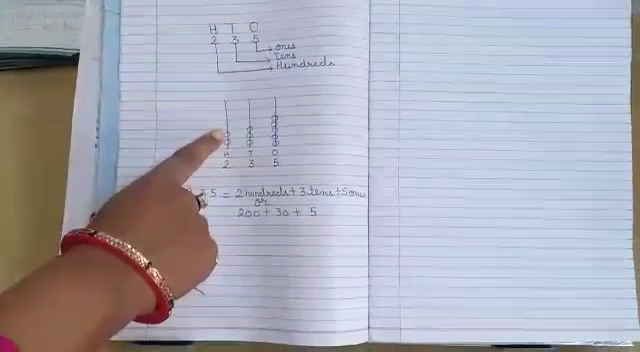 H T O
2 3 5
ones
Tens
Hundreds
H T O
2 3 5
3 5 = 2 hundreds + 3 tens + 5 ones
or
200 + 30 + 5